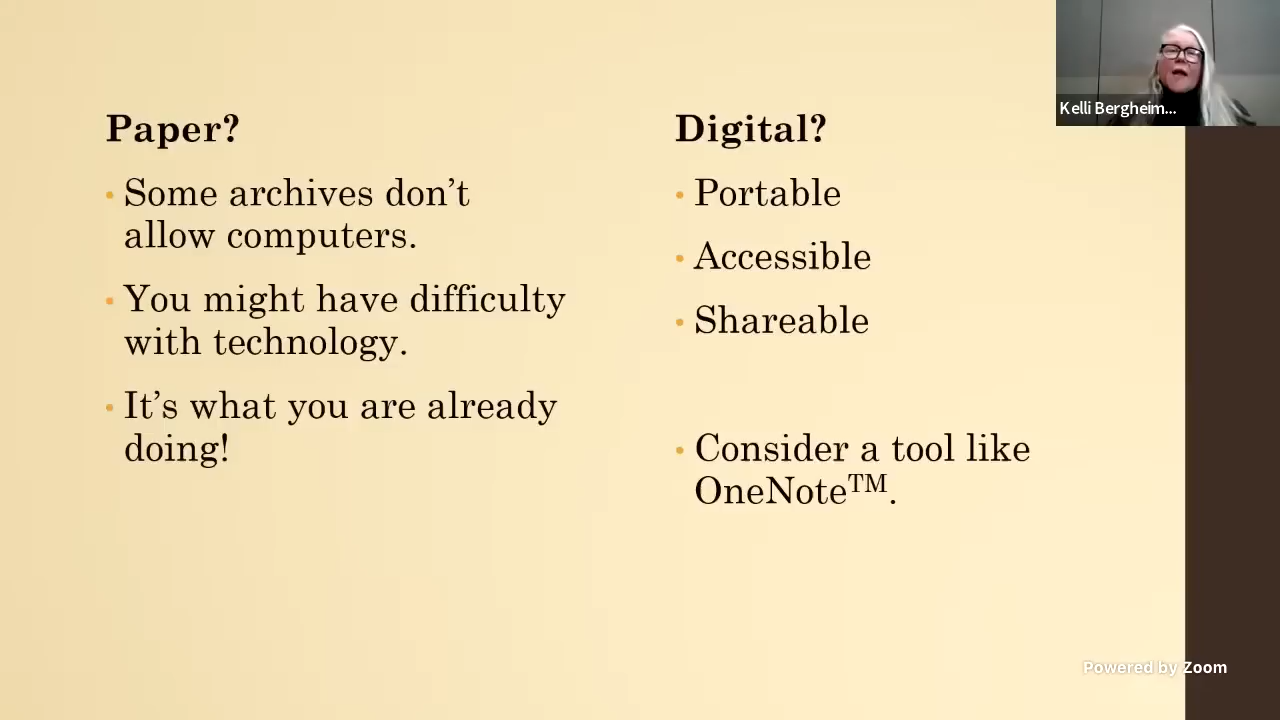 Kelli Bergheim...
Paper?
Some archives don’t
allow computers.
You might have difficulty
with technology.
It’s what you are already
doing!
Digital?
Portable
Accessible
Shareable
Consider a tool like
OneNote™.
Powered by Zoom